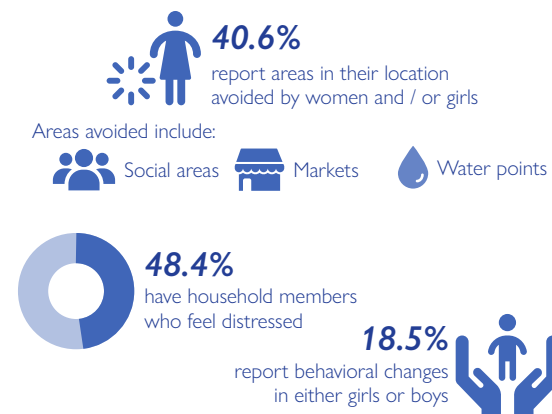 40.6%
report areas in their location
avoided by women and / or girls
Areas avoided include:
Social areas
Markets
Water points
48.4%
have household members
who feel distressed
18.5%
report behavioral changes
in either girls or boys